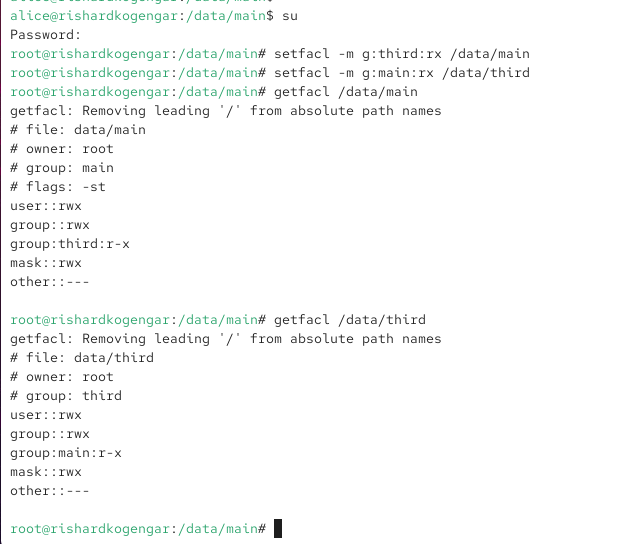 alice@rishardkogengar:/data/main$
alice@rishardkogengar:/data/main$ su
Password:
root@rishardkogengar:/data/main# setfacl -m g:third:rx /data/main
root@rishardkogengar:/data/main# setfacl -m g:main:rx /data/third
root@rishardkogengar:/data/main# getfacl /data/main
getfacl: Removing leading '/' from absolute path names
# file: data/main
# owner: root
# group: main
# flags: -st
user::rwx
group::rwx
group:third:r-x
mask::rwx
other::---
root@rishardkogengar:/data/main# getfacl /data/third
getfacl: Removing leading '/' from absolute path names
# file: data/third
# owner: root
# group: third
user::rwx
group::rwx
group:main:r-x
mask::rwx
other::---
root@rishardkogengar:/data/main#